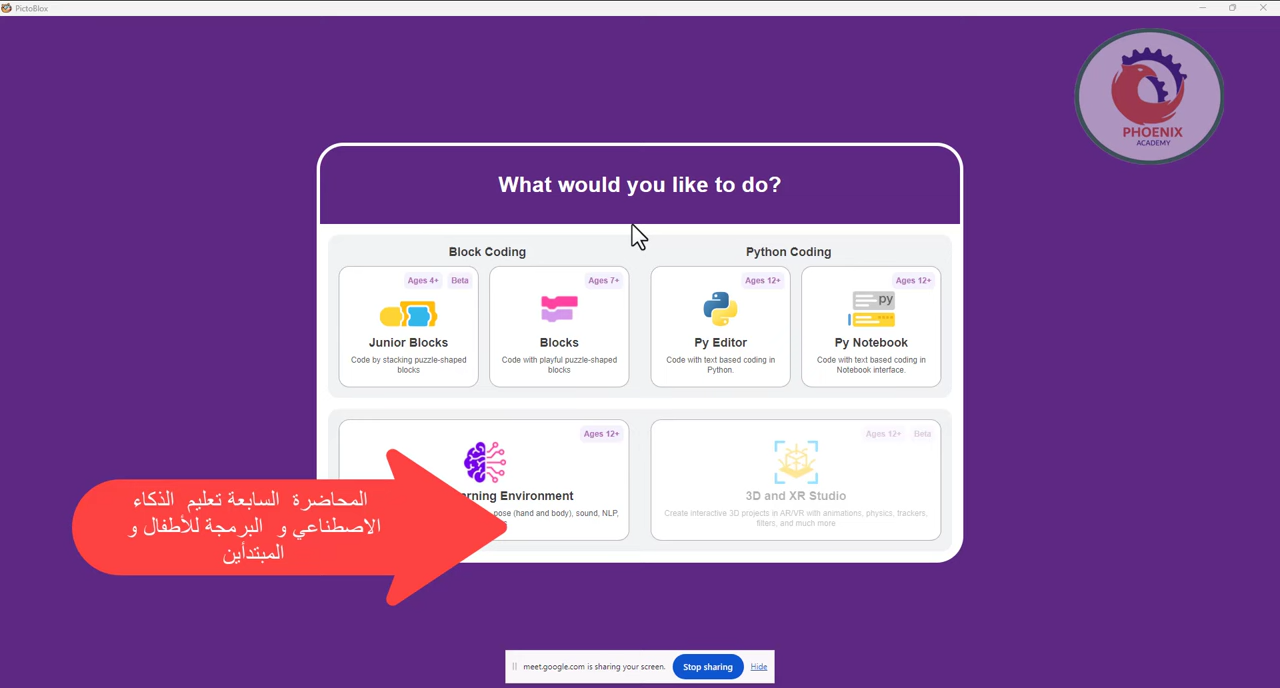 PictoBlox
PHOENIX
ACADEMY
What would you like to do?
Block Coding
Python Coding
Ages 4+ Beta
Junior Blocks
Code by stacking puzzle-shaped
blocks
Ages 7+
Blocks
Code with playful puzzle-shaped
blocks
Ages 12+
Py Editor
Code with text based coding in
Python.
Ages 12+
py
Py Notebook
Code with text based coding in
Notebook interface.
Ages 12+
rning Environment
pose (hand and body), sound, NLP,
Ages 12+ Beta
3D and XR Studio
Create interactive 3D projects in AR/VR with animations, physics, trackers,
filters, and much more
المحاضرة السابعة تعليم الذكاء
الاصطناعي و البرمجة للأطفال و
المبتدأين
meet.google.com is sharing your screen. Stop sharing Hide